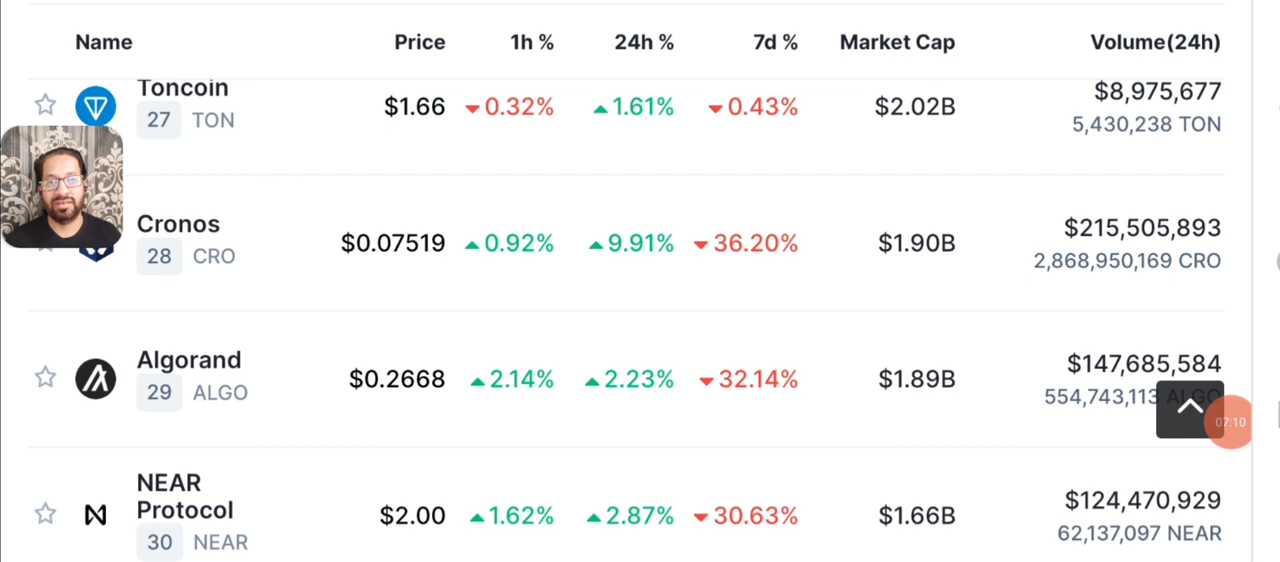 Name Price 1h % 24h % 7d % Market Cap Volume(24h)
Toncoin
27 TON
$1.66 0.32% 1.61% 0.43% $2.02B
$8,975,677
5,430,238 TON
Cronos
28 CRO
$0.07519 0.92% 9.91% 36.20% $1.90B
$215,505,893
2,868,950,169 CRO
Algorand
29 ALGO
$0.2668 2.14% 2.23% 32.14% $1.89B
$147,685,584
554,743,113 ALGO
07:10
NEAR
Protocol
30 NEAR
$2.00 1.62% 2.87% 30.63% $1.66B
$124,470,929
62,137,097 NEAR